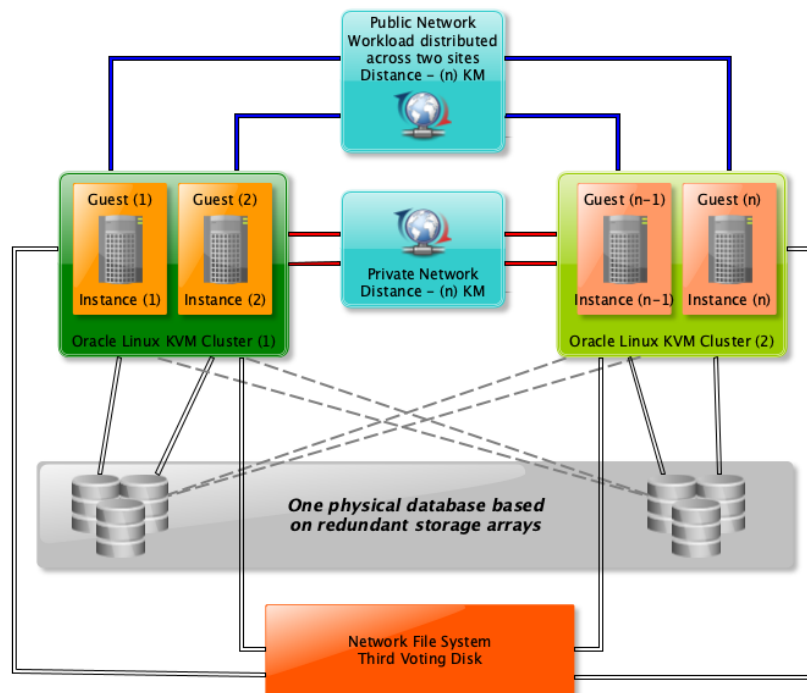 Public Network
Workload distributed
across two sites
Distance - (n) KM
Guest (1)
Guest (2)
Instance (1)
Instance (2)
Oracle Linux KVM Cluster (1)
Private Network
Distance - (n) KM
Guest (n-1)
Guest (n)
Instance (n-1)
Instance (n)
Oracle Linux KVM Cluster (2)
One physical database based
on redundant storage arrays
Network File System
Third Voting Disk